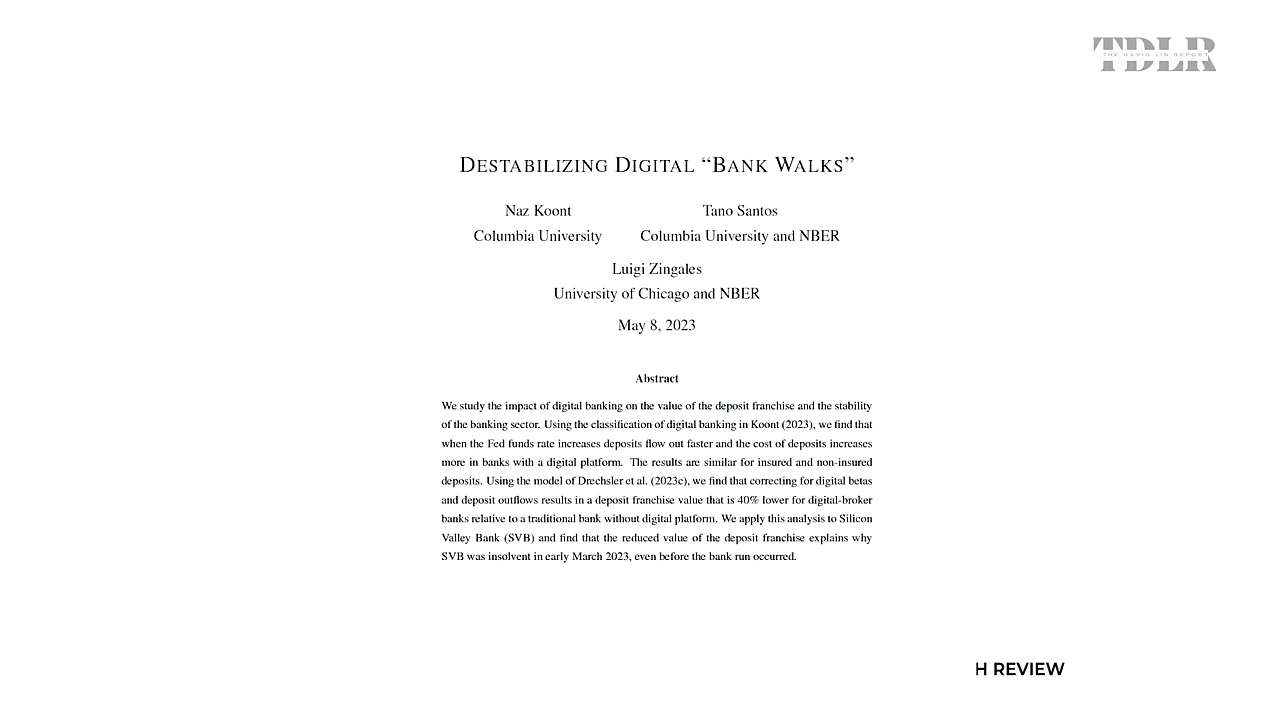 TDLR
THE DAVID LIN REPORT
DESTABILIZING DIGITAL “BANK WALKS”
Naz Koont
Tano Santos
Columbia University
Columbia University and NBER
Luigi Zingales
University of Chicago and NBER
May 8, 2023
Abstract
We study the impact of digital banking on the value of the deposit franchise and the stability
of the banking sector. Using the classification of digital banking in Koont (2023), we find that
when the Fed funds rate increases deposits flow out faster and the cost of deposits increases
more in banks with a digital platform. The results are similar for insured and non-insured
deposits. Using the model of Drechsler et al. (2023c), we find that correcting for digital betas
and deposit outflows results in a deposit franchise value that is 40% lower for digital-broker
banks relative to a traditional bank without digital platform. We apply this analysis to Silicon
Valley Bank (SVB) and find that the reduced value of the deposit franchise explains why
SVB was insolvent in early March 2023, even before the bank run occurred.
H REVIEW